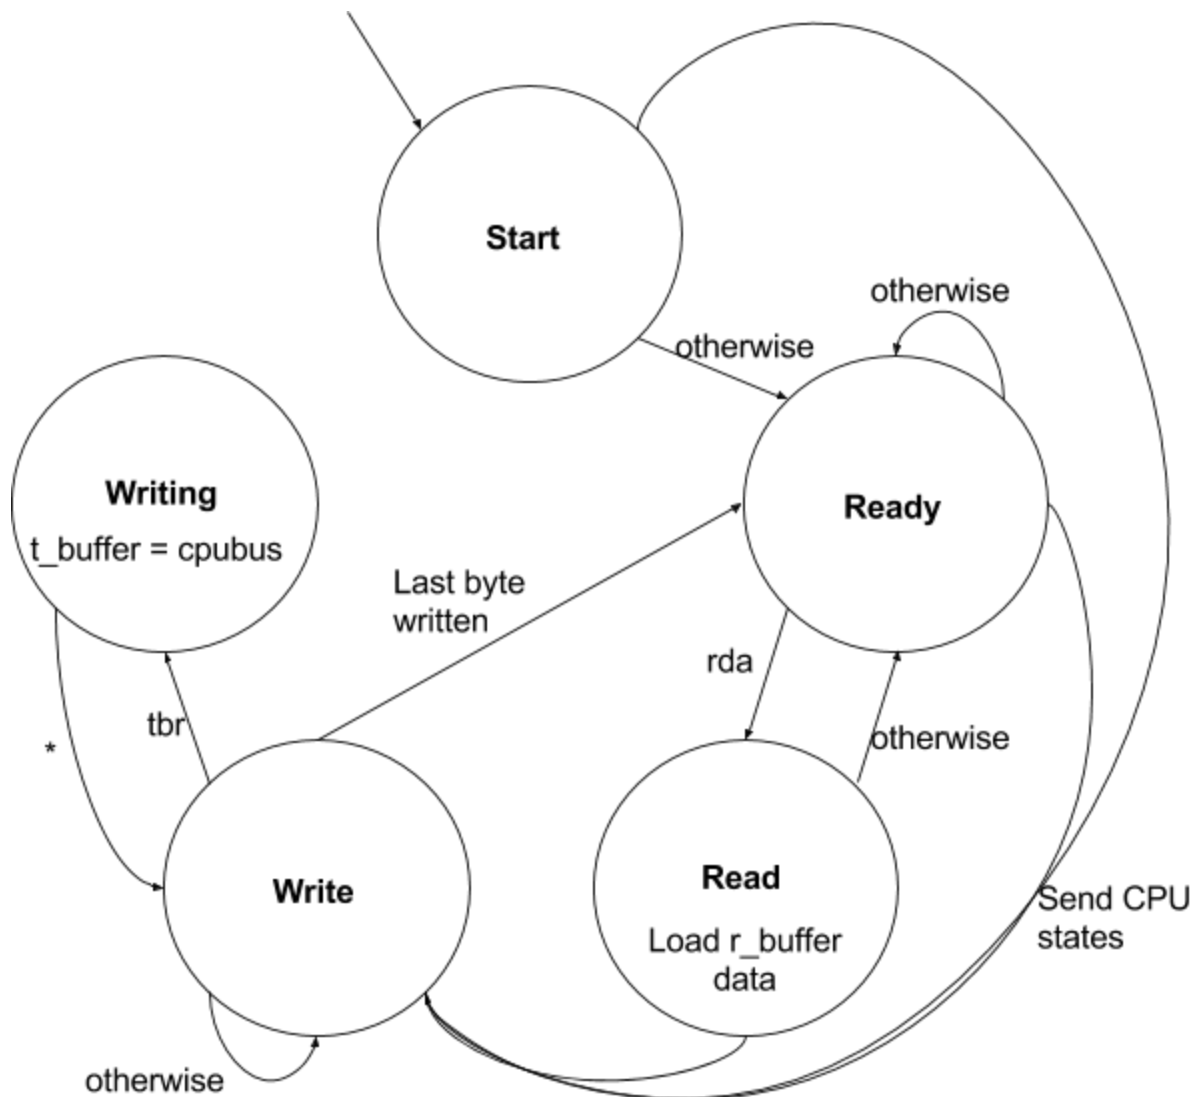 Start
otherwise
otherwise
Writing
t_buffer = cpubus
Ready
Last byte
written
rda
tbr
*
otherwise
Write
Read
Load r_buffer
data
Send CPU
states
otherwise